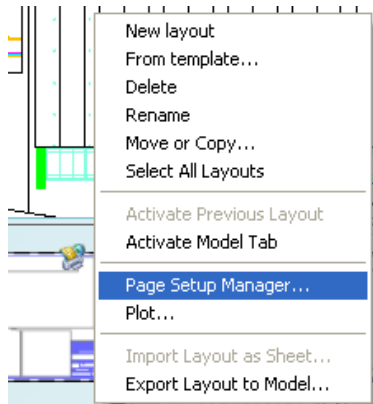 New layout
From template...
Delete
Rename
Move or Copy...
Select All Layouts
Activate Previous Layout
Activate Model Tab
Page Setup Manager...
Plot...
Import Layout as Sheet...
Export Layout to Model...